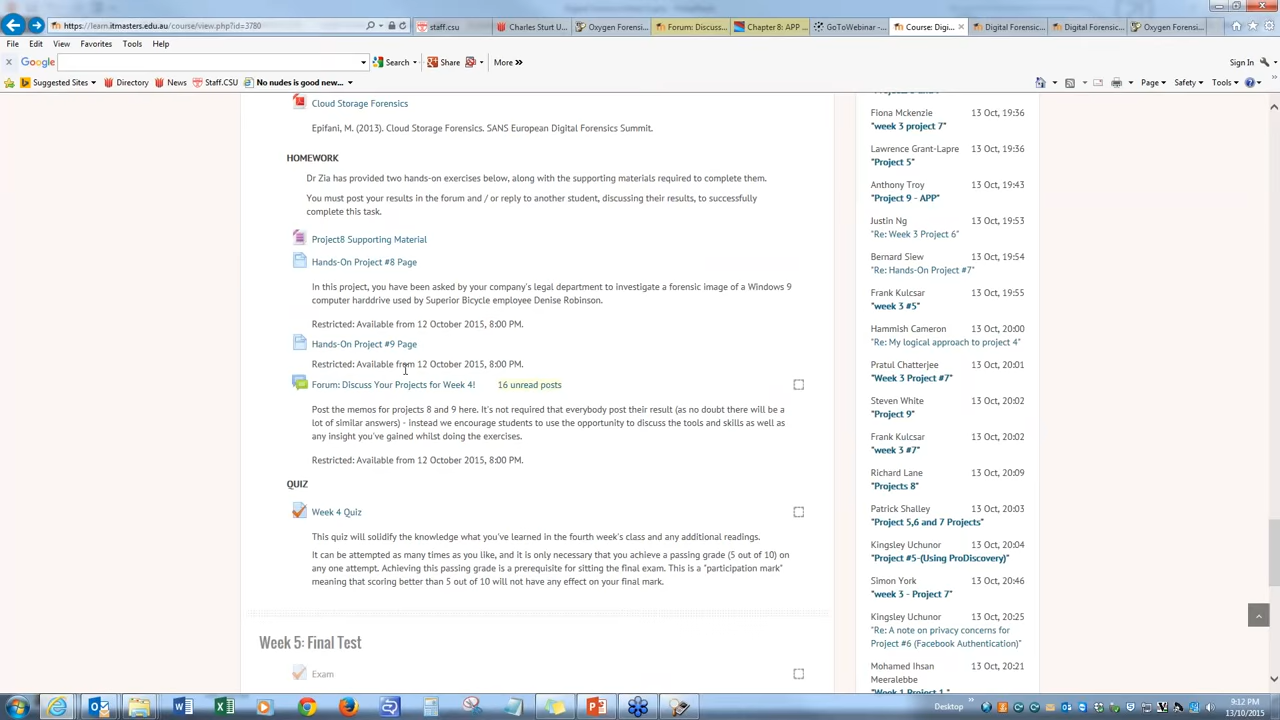 https://learn.itmasters.edu.au/course/view.php?id=3780
staff.csu
Charles Sturt U...
Oxygen Forensi...
Forum: Discuss...
Chapter 8: APP ...
GoToWebinar - ...
Course: Digi...
Digital Forensic...
Digital Forensic...
Oxygen Forensi...
File Edit View Favorites Tools Help
x Google Search Share More »
Sign In
Suggested Sites Directory News Staff.CSU No nudes is good new...
Page Safety Tools
Cloud Storage Forensics
Epifani, M. (2013). Cloud Storage Forensics. SANS European Digital Forensics Summit.
HOMEWORK
Dr Zia has provided two hands-on exercises below, along with the supporting materials required to complete them.
You must post your results in the forum and / or reply to another student, discussing their results, to successfully
complete this task.
Project8 Supporting Material
Hands-On Project #8 Page
In this project, you have been asked by your company's legal department to investigate a forensic image of a Windows 9
computer harddrive used by Superior Bicycle employee Denise Robinson.
Restricted: Available from 12 October 2015, 8:00 PM.
Hands-On Project #9 Page
Restricted: Available from 12 October 2015, 8:00 PM.
Forum: Discuss Your Projects for Week 4! 16 unread posts
Post the memos for projects 8 and 9 here. It's not required that everybody post their result (as no doubt there will be a
lot of similar answers) - instead we encourage students to use the opportunity to discuss the tools and skills as well as
any insight you've gained whilst doing the exercises.
Restricted: Available from 12 October 2015, 8:00 PM.
QUIZ
Week 4 Quiz
This quiz will solidify the knowledge what you've learned in the fourth week's class and any additional readings.
It can be attempted as many times as you like, and it is only necessary that you achieve a passing grade (5 out of 10) on
any one attempt. Achieving this passing grade is a prerequisite for sitting the final exam. This is a "participation mark"
meaning that scoring better than 5 out of 10 will not have any effect on your final mark.
Week 5: Final Test
Exam
Fiona Mckenzie 13 Oct, 19:36
"week 3 project 7"
Lawrence Grant-Lapre 13 Oct, 19:36
"Project 5"
Anthony Troy 13 Oct, 19:43
"Project 9 - APP"
Justin Ng 13 Oct, 19:53
"Re: Week 3 Project 6"
Bernard Siew 13 Oct, 19:54
"Re: Hands-On Project #7"
Frank Kulcsar 13 Oct, 19:55
"week 3 #5"
Hammish Cameron 13 Oct, 20:00
"Re: My logical approach to project 4"
Pratul Chatterjee 13 Oct, 20:01
"Week 3 Project #7"
Steven White 13 Oct, 20:02
"Project 9"
Frank Kulcsar 13 Oct, 20:02
"week 3 #7"
Richard Lane 13 Oct, 20:09
"Projects 8"
Patrick Shalley 13 Oct, 20:03
"Project 5,6 and 7 Projects"
Kingsley Uchunor 13 Oct, 20:04
"Project #5-(Using ProDiscovery)"
Simon York 13 Oct, 20:46
"week 3 - Project 7"
Kingsley Uchunor 13 Oct, 20:25
"Re: A note on privacy concerns for
Project #6 (Facebook Authentication)"
Mohamed Ihsan 13 Oct, 20:21
Meeralebbe
"Week 1 Project 1 "
Desktop »
9:12 PM
13/10/2015